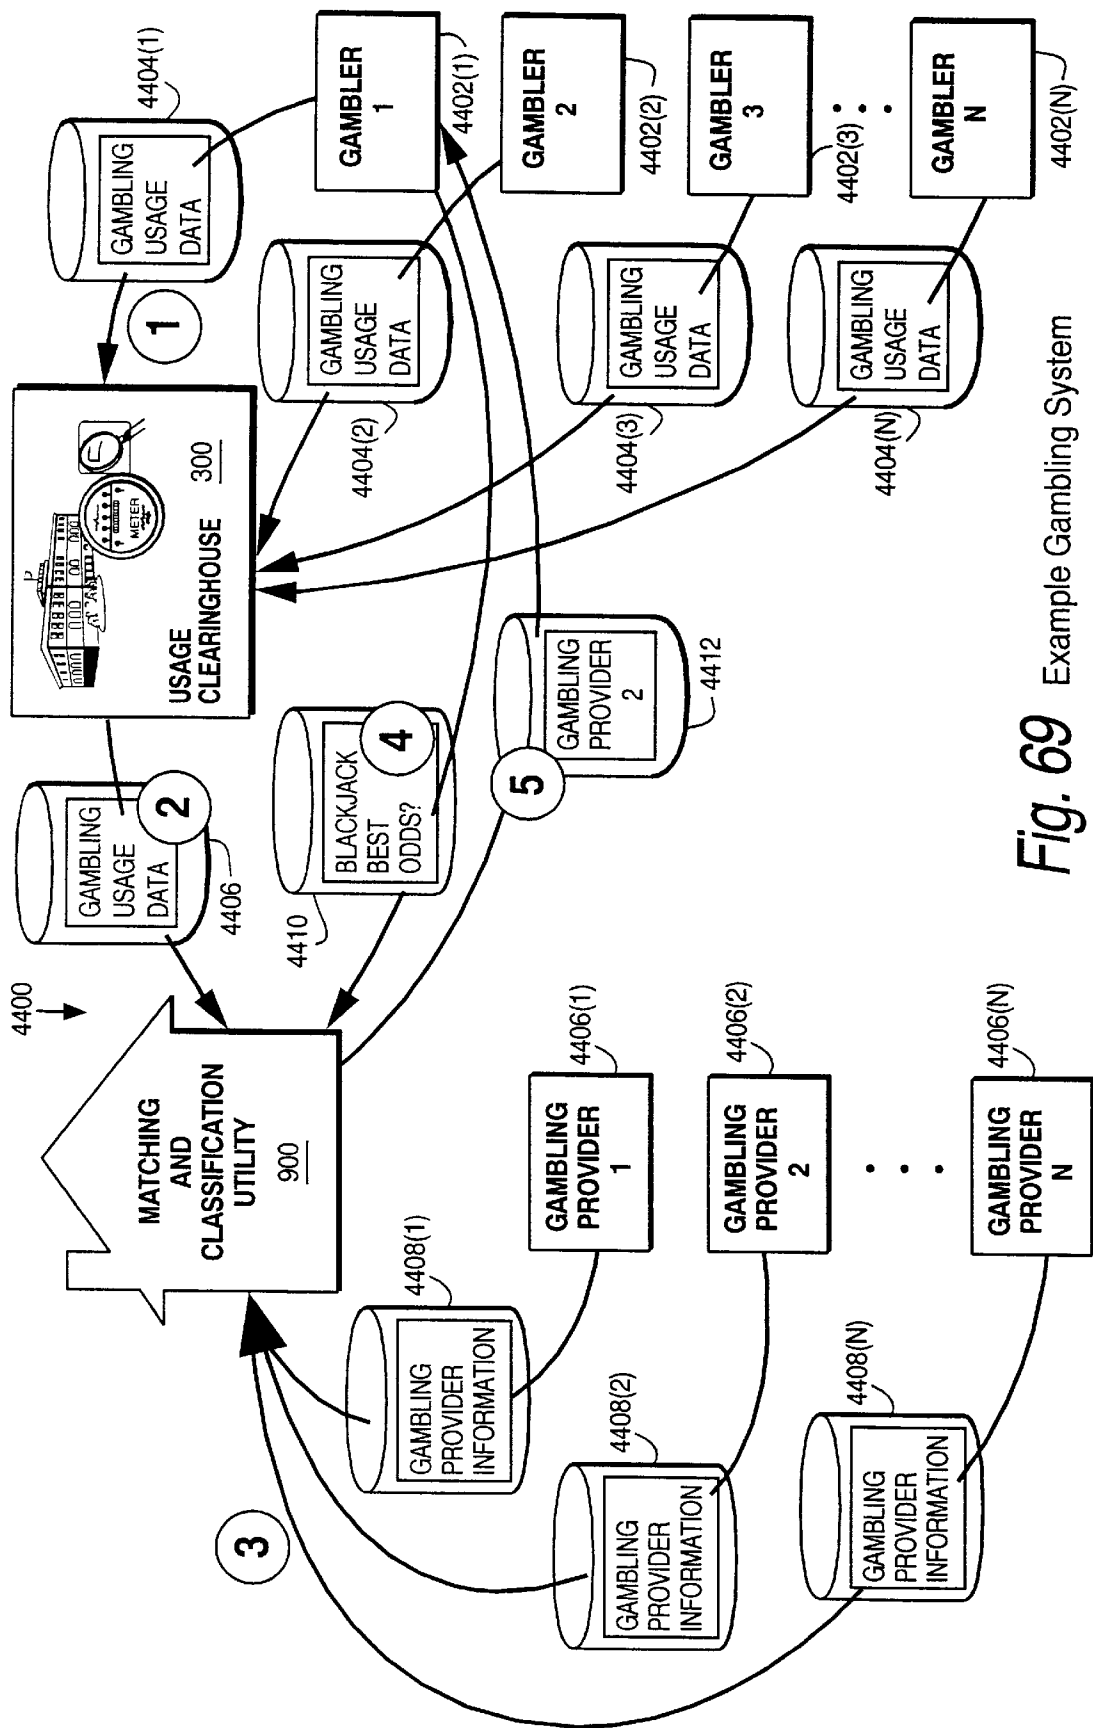 4400
MATCHING
AND
CLASSIFICATION
UTILITY
900
GAMBLING
USAGE
DATA
2
4406
USAGE
CLEARINGHOUSE
300
METER
1
GAMBLING
USAGE
DATA
4404(1)
GAMBLER
1
4402(1)
GAMBLING
USAGE
DATA
4404(2)
GAMBLER
2
4402(2)
GAMBLING
USAGE
DATA
4404(3)
GAMBLER
3
4402(3)
GAMBLING
USAGE
DATA
4404(N)
GAMBLER
N
4402(N)
4410
BLACKJACK
BEST
ODDS?
4
5
GAMBLING
PROVIDER
2
4412
3
GAMBLING
PROVIDER
INFORMATION
4408(1)
GAMBLING
PROVIDER
1
4406(1)
GAMBLING
PROVIDER
INFORMATION
4408(2)
GAMBLING
PROVIDER
2
4406(2)
GAMBLING
PROVIDER
INFORMATION
4408(N)
GAMBLING
PROVIDER
N
4406(N)
Fig. 69 Example Gambling System